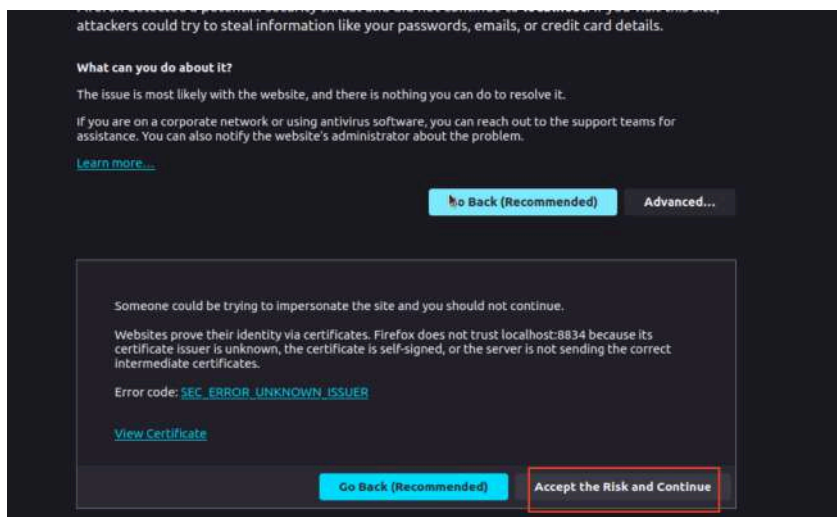 attackers could try to steal information like your passwords, emails, or credit card details.
What can you do about it?
The issue is most likely with the website, and there is nothing you can do to resolve it.
If you are on a corporate network or using antivirus software, you can reach out to the support teams for
assistance. You can also notify the website's administrator about the problem.
Learn more...
Go Back (Recommended) Advanced...
Someone could be trying to impersonate the site and you should not continue.
Websites prove their identity via certificates. Firefox does not trust localhost:8834 because its
certificate issuer is unknown, the certificate is self-signed, or the server is not sending the correct
intermediate certificates.
Error code: SEC_ERROR_UNKNOWN_ISSUER
View Certificate
Go Back (Recommended) Accept the Risk and Continue